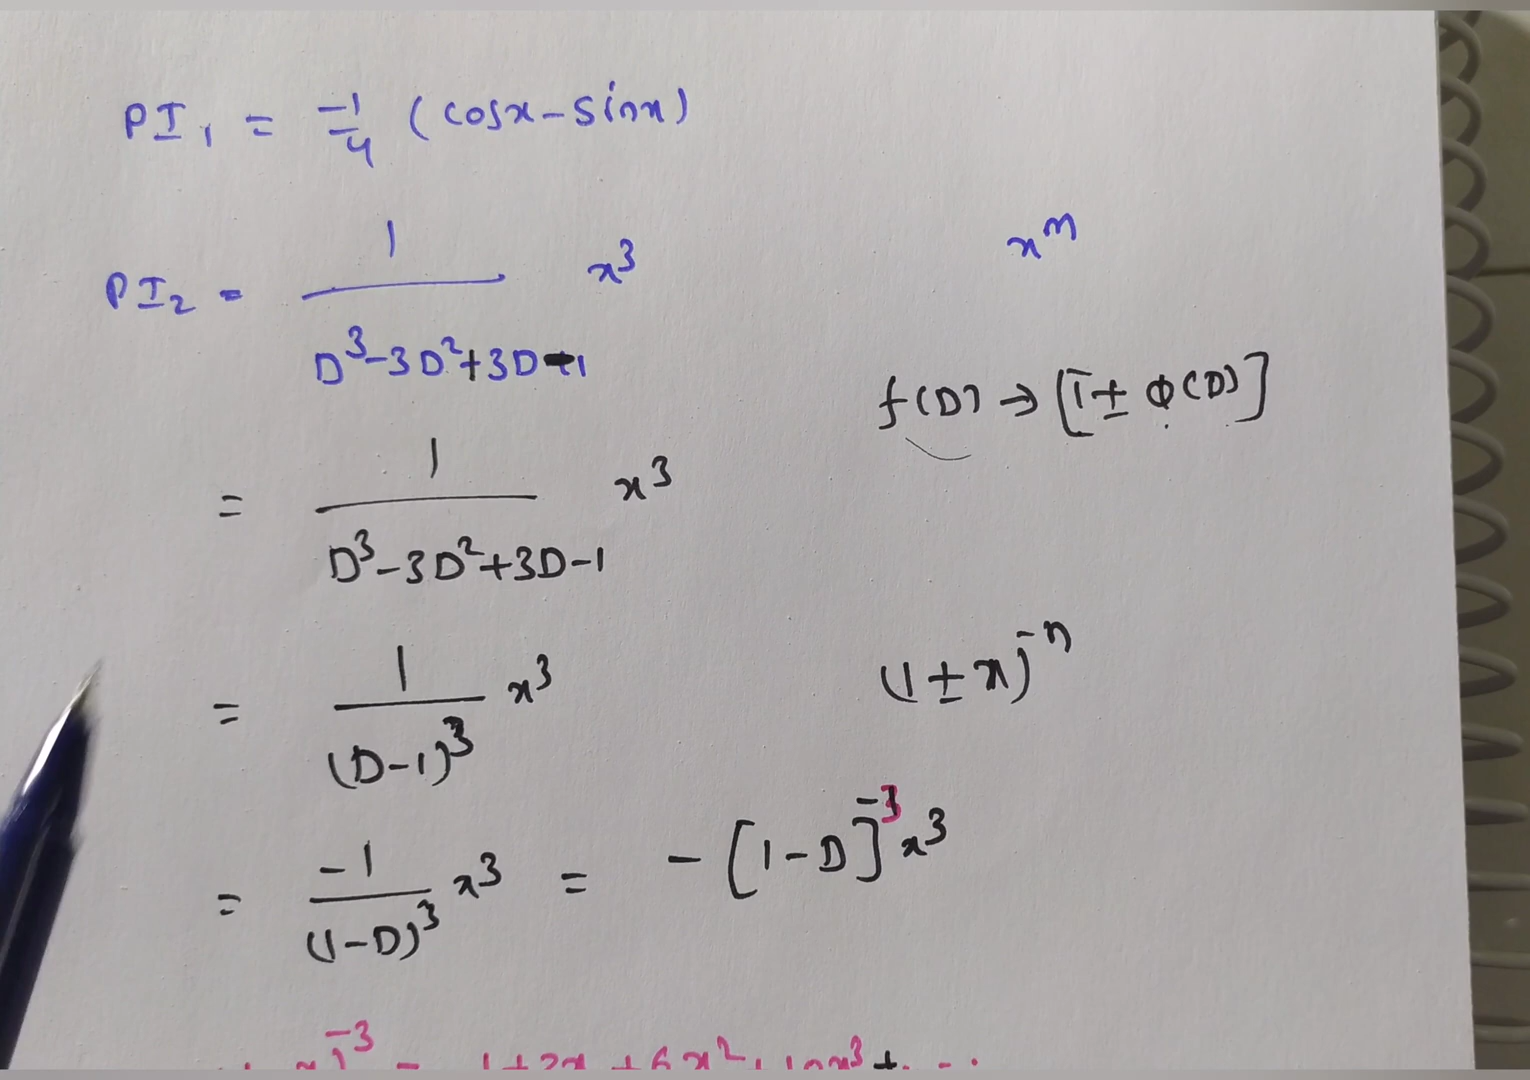 PI₁ = -1/4 (cosx - sinx)
PI₂ = 1/(D³-3D²+3D-1) x³
xᵐ
f(D) → [1 ± φ(D)]
= 1/(D³-3D²+3D-1) x³
= 1/(D-1)³ x³
(1 ± x)⁻ⁿ
= -1/(1-D)³ x³ = -[1-D]⁻³ x³